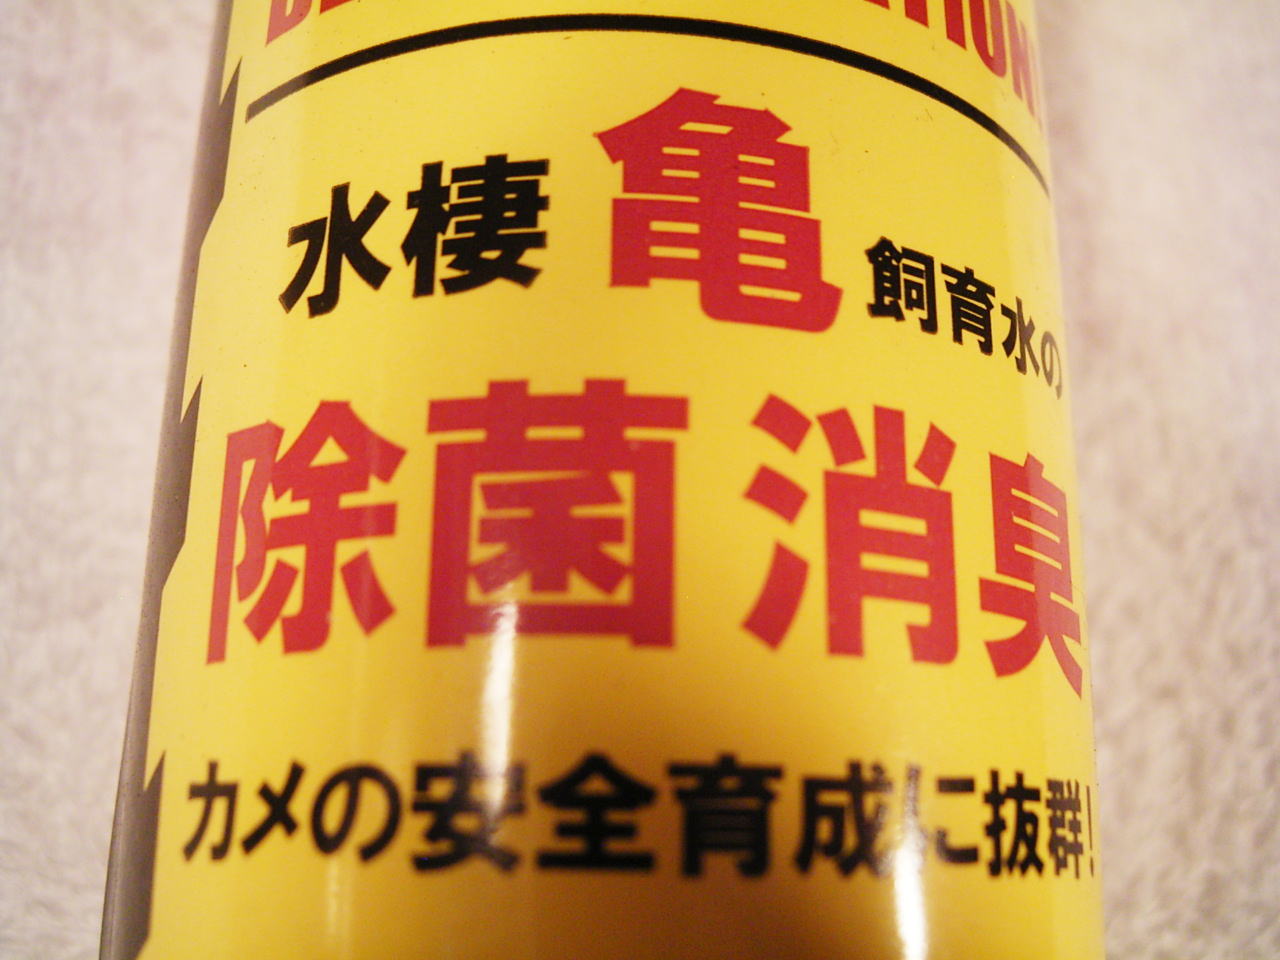 水棲亀飼育水の
除菌消臭
カメの安全育成に抜群!